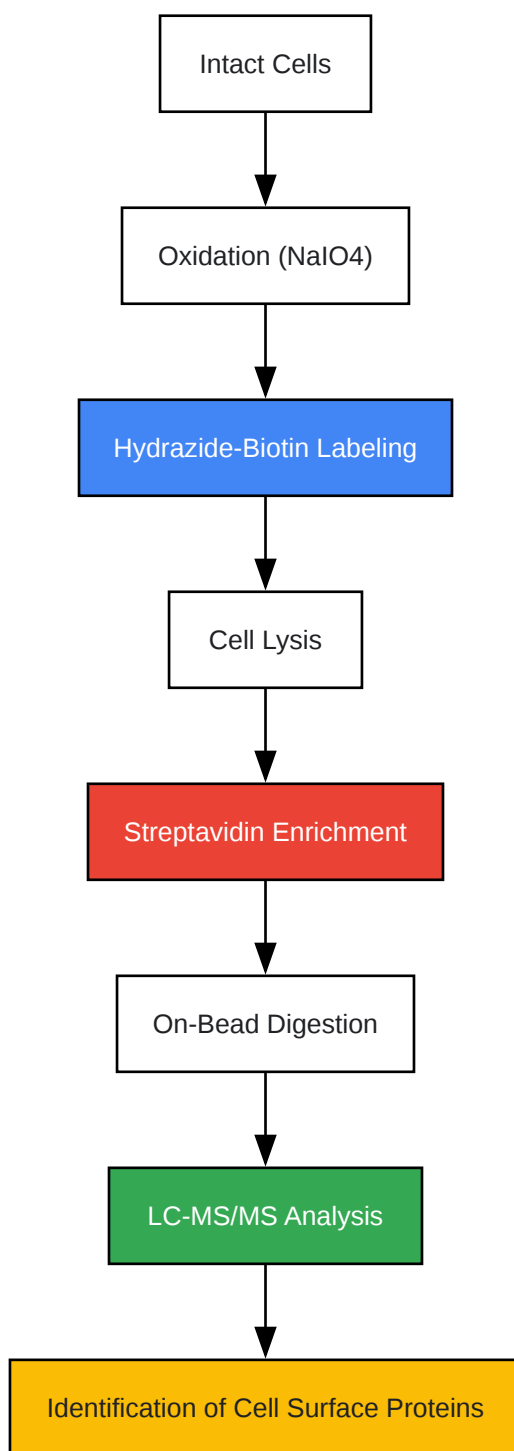 Intact Cells
Oxidation (NaIO4)
Hydrazide-Biotin Labeling
Cell Lysis
Streptavidin Enrichment
On-Bead Digestion
LC-MS/MS Analysis
Identification of Cell Surface Proteins